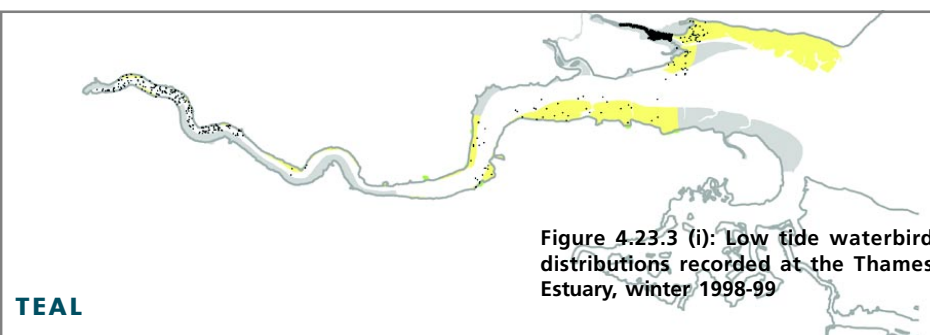 Figure 4.23.3 (i): Low tide waterbird
distributions recorded at the Thames
Estuary, winter 1998-99
TEAL